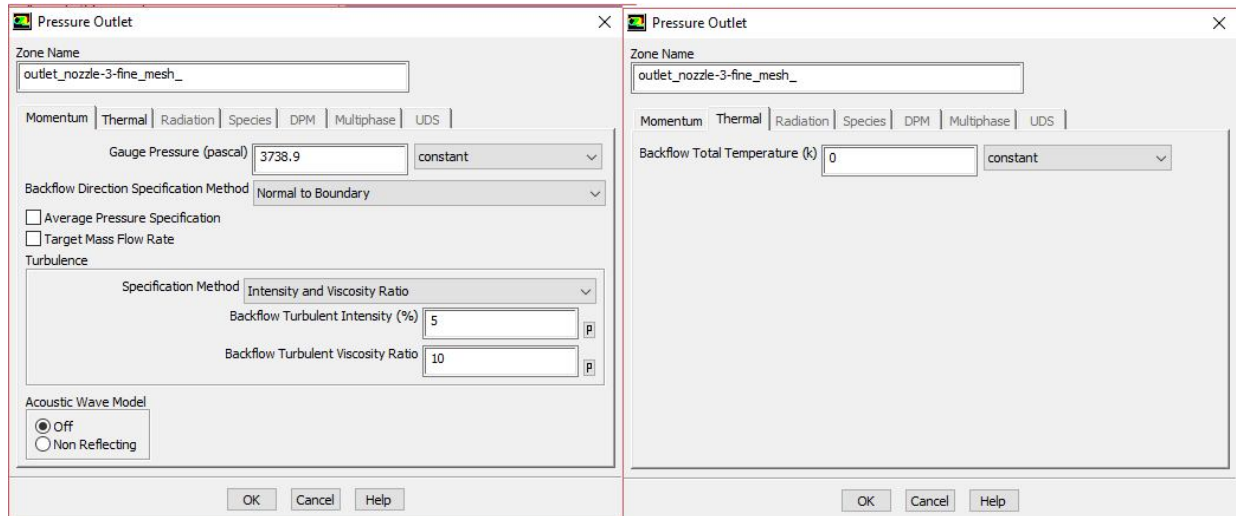 Pressure Outlet
Zone Name
outlet_nozzle-3-fine_mesh_
Momentum Thermal Radiation Species DPM Multiphase UDS
Gauge Pressure (pascal) 3738.9 constant
Backflow Direction Specification Method Normal to Boundary
Average Pressure Specification
Target Mass Flow Rate
Turbulence
Specification Method Intensity and Viscosity Ratio
Backflow Turbulent Intensity (%) 5 P
Backflow Turbulent Viscosity Ratio 10 P
Acoustic Wave Model
Off
Non Reflecting
OK Cancel Help
Pressure Outlet
Zone Name
outlet_nozzle-3-fine_mesh_
Momentum Thermal Radiation Species DPM Multiphase UDS
Backflow Total Temperature (k) 0 constant
OK Cancel Help